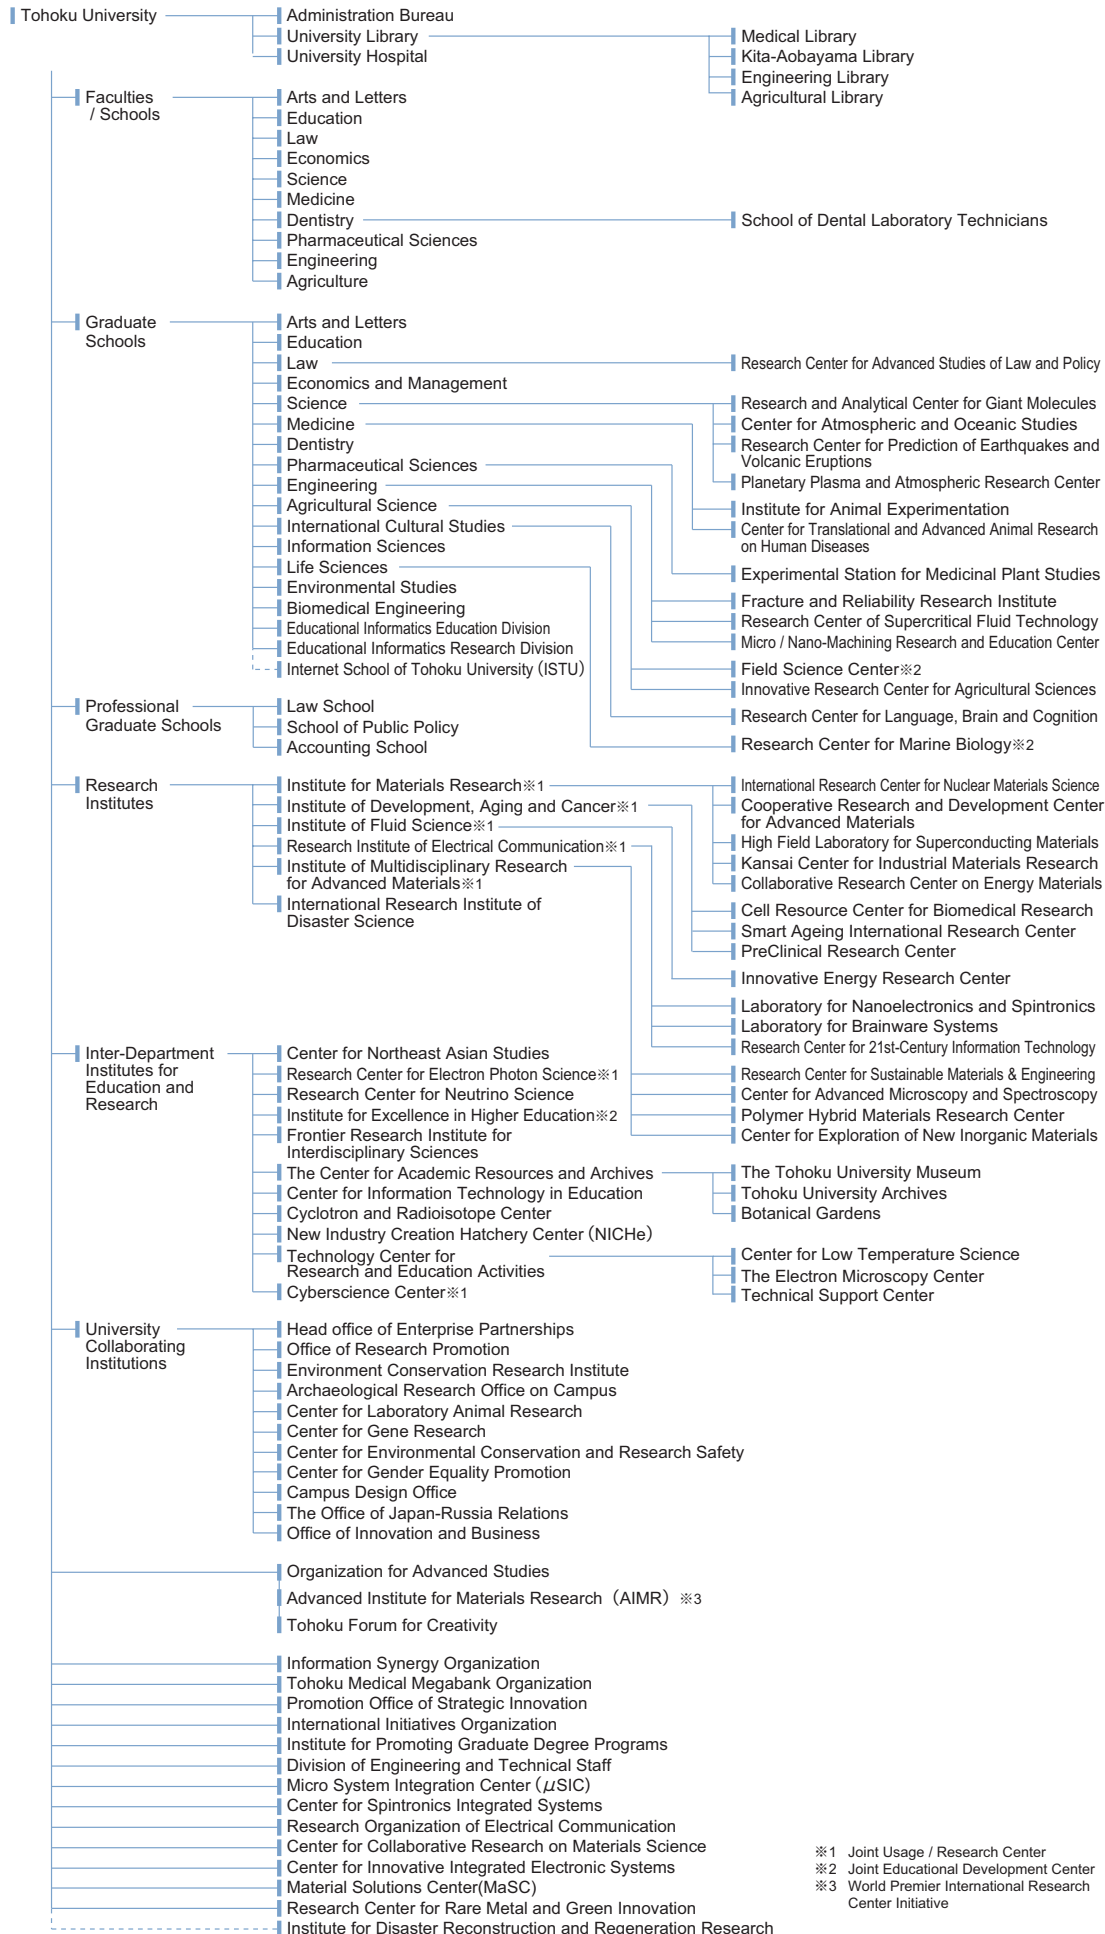 Tohoku University
Administration Bureau
University Library
University Hospital
Medical Library
Kita-Aobayama Library
Engineering Library
Agricultural Library
Faculties
/ Schools
Arts and Letters
Education
Law
Economics
Science
Medicine
Dentistry
Pharmaceutical Sciences
Engineering
Agriculture
School of Dental Laboratory Technicians
Graduate
Schools
Arts and Letters
Education
Law
Economics and Management
Science
Medicine
Dentistry
Pharmaceutical Sciences
Engineering
Agricultural Science
International Cultural Studies
Information Sciences
Life Sciences
Environmental Studies
Biomedical Engineering
Educational Informatics Education Division
Educational Informatics Research Division
Internet School of Tohoku University (ISTU)
Research Center for Advanced Studies of Law and Policy
Research and Analytical Center for Giant Molecules
Center for Atmospheric and Oceanic Studies
Research Center for Prediction of Earthquakes and
Volcanic Eruptions
Planetary Plasma and Atmospheric Research Center
Institute for Animal Experimentation
Center for Translational and Advanced Animal Research
on Human Diseases
Experimental Station for Medicinal Plant Studies
Fracture and Reliability Research Institute
Research Center of Supercritical Fluid Technology
Micro / Nano-Machining Research and Education Center
Field Science Center※2
Innovative Research Center for Agricultural Sciences
Research Center for Language, Brain and Cognition
Research Center for Marine Biology※2
Professional
Graduate Schools
Law School
School of Public Policy
Accounting School
Research
Institutes
Institute for Materials Research※1
Institute of Development, Aging and Cancer※1
Institute of Fluid Science※1
Research Institute of Electrical Communication※1
Institute of Multidisciplinary Research
for Advanced Materials※1
International Research Institute of
Disaster Science
International Research Center for Nuclear Materials Science
Cooperative Research and Development Center
for Advanced Materials
High Field Laboratory for Superconducting Materials
Kansai Center for Industrial Materials Research
Collaborative Research Center on Energy Materials
Cell Resource Center for Biomedical Research
Smart Ageing International Research Center
PreClinical Research Center
Innovative Energy Research Center
Laboratory for Nanoelectronics and Spintronics
Laboratory for Brainware Systems
Research Center for 21st-Century Information Technology
Research Center for Sustainable Materials & Engineering
Center for Advanced Microscopy and Spectroscopy
Polymer Hybrid Materials Research Center
Center for Exploration of New Inorganic Materials
Inter-Department
Institutes for
Education and
Research
Center for Northeast Asian Studies
Research Center for Electron Photon Science※1
Research Center for Neutrino Science
Institute for Excellence in Higher Education※2
Frontier Research Institute for
Interdisciplinary Sciences
The Center for Academic Resources and Archives
Center for Information Technology in Education
Cyclotron and Radioisotope Center
New Industry Creation Hatchery Center (NICHe)
Technology Center for
Research and Education Activities
Cyberscience Center※1
The Tohoku University Museum
Tohoku University Archives
Botanical Gardens
Center for Low Temperature Science
The Electron Microscopy Center
Technical Support Center
University
Collaborating
Institutions
Head office of Enterprise Partnerships
Office of Research Promotion
Environment Conservation Research Institute
Archaeological Research Office on Campus
Center for Laboratory Animal Research
Center for Gene Research
Center for Environmental Conservation and Research Safety
Center for Gender Equality Promotion
Campus Design Office
The Office of Japan-Russia Relations
Office of Innovation and Business
Organization for Advanced Studies
Advanced Institute for Materials Research (AIMR) ※3
Tohoku Forum for Creativity
Information Synergy Organization
Tohoku Medical Megabank Organization
Promotion Office of Strategic Innovation
International Initiatives Organization
Institute for Promoting Graduate Degree Programs
Division of Engineering and Technical Staff
Micro System Integration Center (μSIC)
Center for Spintronics Integrated Systems
Research Organization of Electrical Communication
Center for Collaborative Research on Materials Science
Center for Innovative Integrated Electronic Systems
Material Solutions Center(MaSC)
Research Center for Rare Metal and Green Innovation
Institute for Disaster Reconstruction and Regeneration Research
※1 Joint Usage / Research Center
※2 Joint Educational Development Center
※3 World Premier International Research
Center Initiative